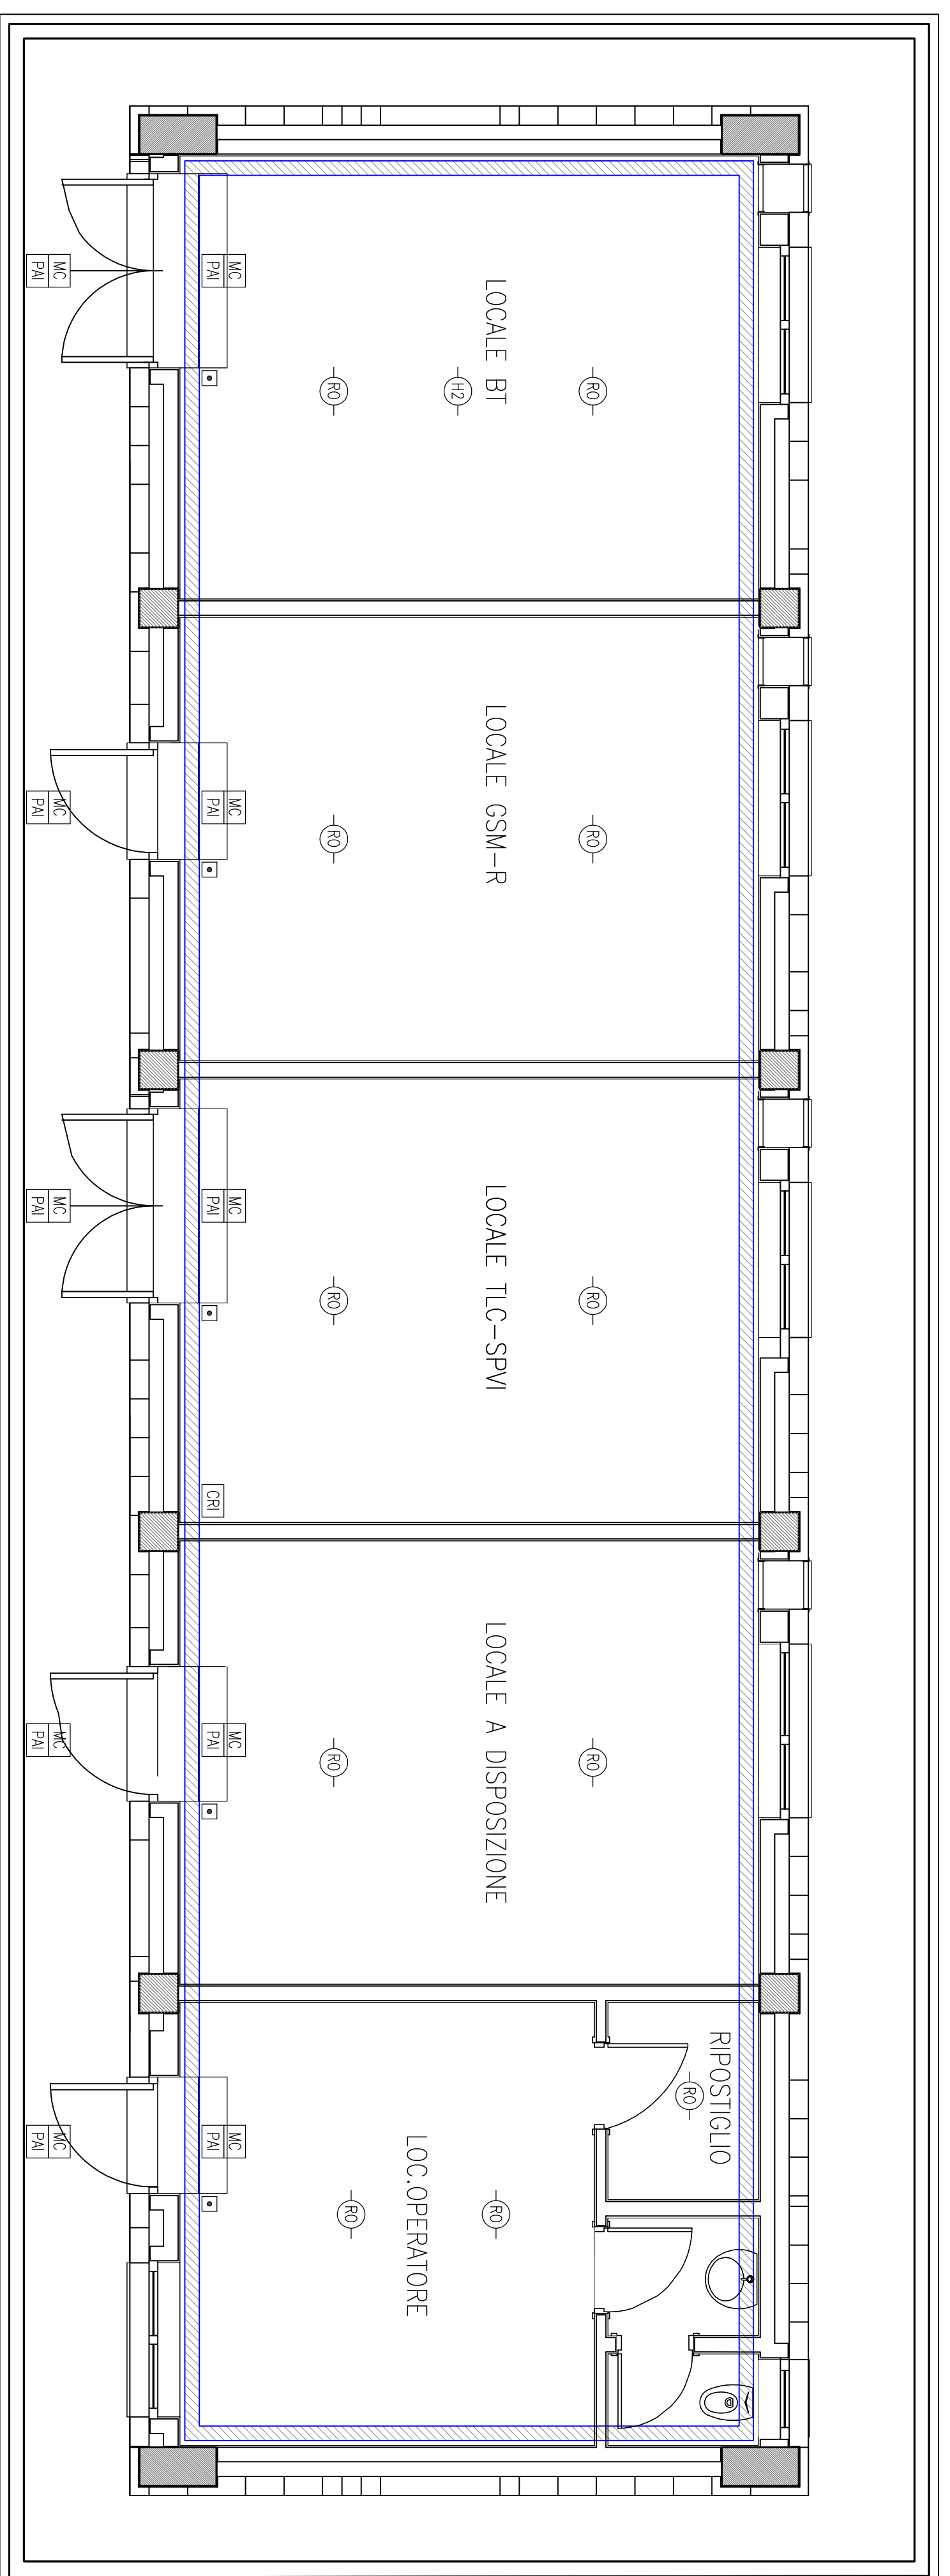 LOCALE BT
RO
H2
RO
MC
PAI
MC
PAI
LOCALE GSM-R
RO
RO
MC
PAI
MC
PAI
LOCALE TLC-SPVI
RO
RO
MC
PAI
MC
PAI
CRI
LOCALE A DISPOSIZIONE
RO
RO
MC
PAI
MC
PAI
RIPOSTIGLIO
RO
LOC.OPERATORE
RO
RO
MC
PAI
MC
PAI